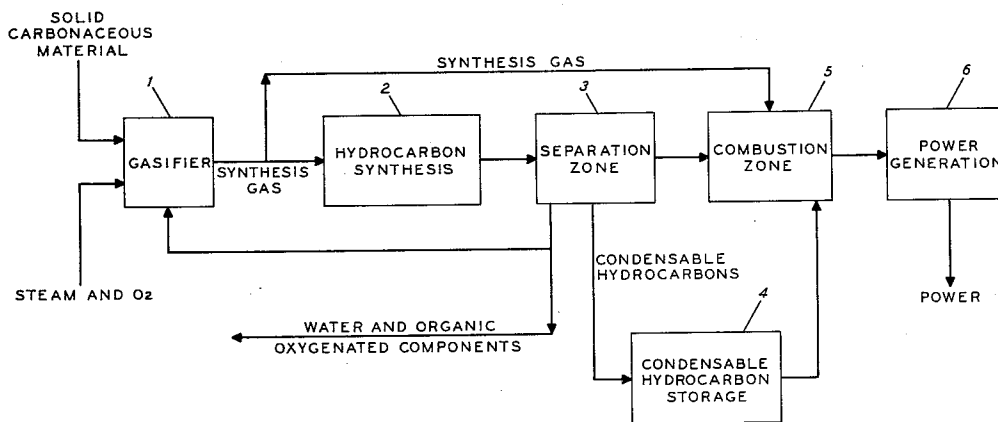 SOLID
CARBONACEOUS
MATERIAL
SYNTHESIS GAS
1
2
3
5
6
GASIFIER
SYNTHESIS
GAS
HYDROCARBON
SYNTHESIS
SEPARATION
ZONE
COMBUSTION
ZONE
POWER
GENERATION
STEAM AND O2
CONDENSABLE
HYDROCARBONS
POWER
WATER AND ORGANIC
OXYGENATED COMPONENTS
4
CONDENSABLE
HYDROCARBON
STORAGE